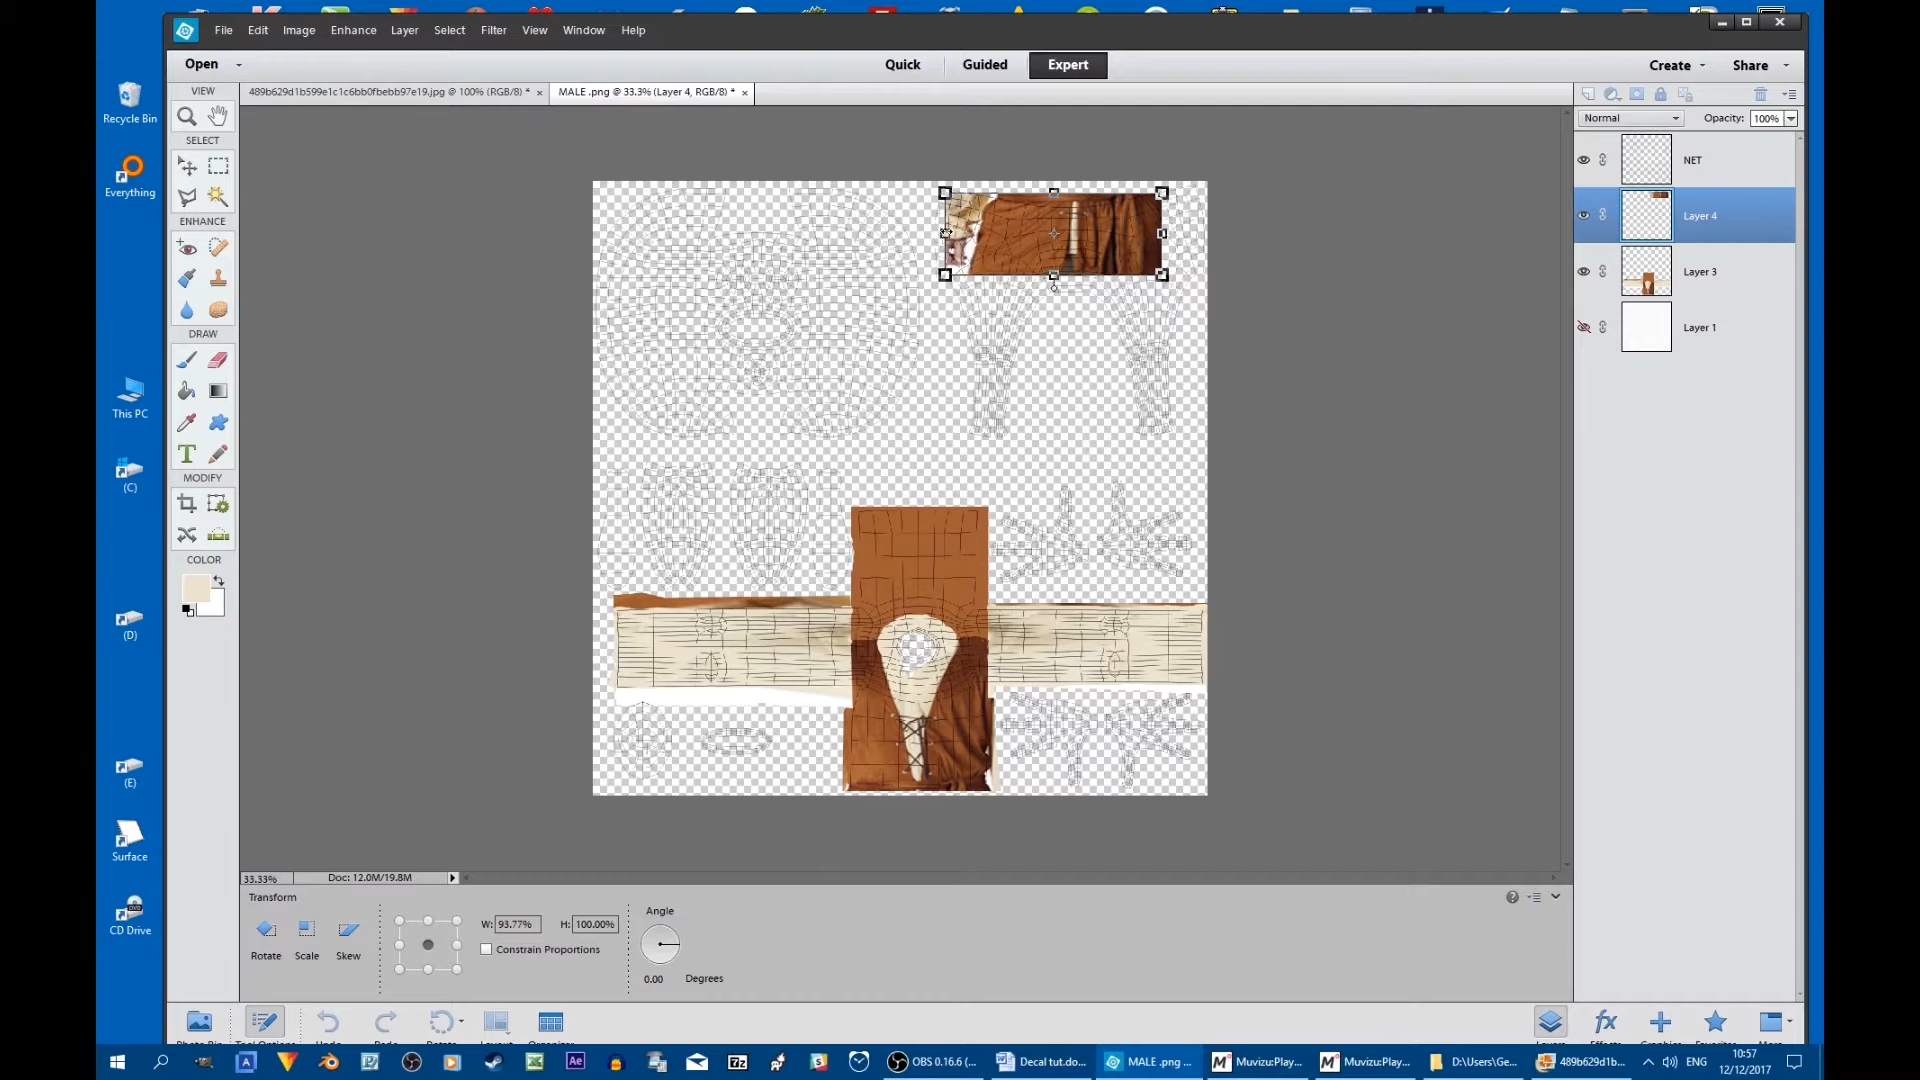 File Edit Image Enhance Layer Select Filter View Window Help
Open
Quick Guided Expert
Create Share
VIEW
489b629d1b599e1c1c6bb0fbebb97e19.jpg @ 100% (RGB/8) *
MALE .png @ 33.3% (Layer 4, RGB/8) *
SELECT
ENHANCE
DRAW
MODIFY
COLOR
Normal
Opacity: 100%
NET
Layer 4
Layer 3
Layer 1
Recycle Bin
Everything
This PC
(C)
(D)
(E)
Surface
CD Drive
33.33%
Doc: 12.0M/19.8M
Transform
Rotate Scale Skew
W: 93.77% H: 100.00%
Constrain Proportions
Angle
0.00 Degrees
OBS 0.16.6 (...
Decal tut.do...
MALE .png ...
Muvizu:Play...
Muvizu:Play...
D:\Users\Ge...
489b629d1b...
ENG
10:57
12/12/2017